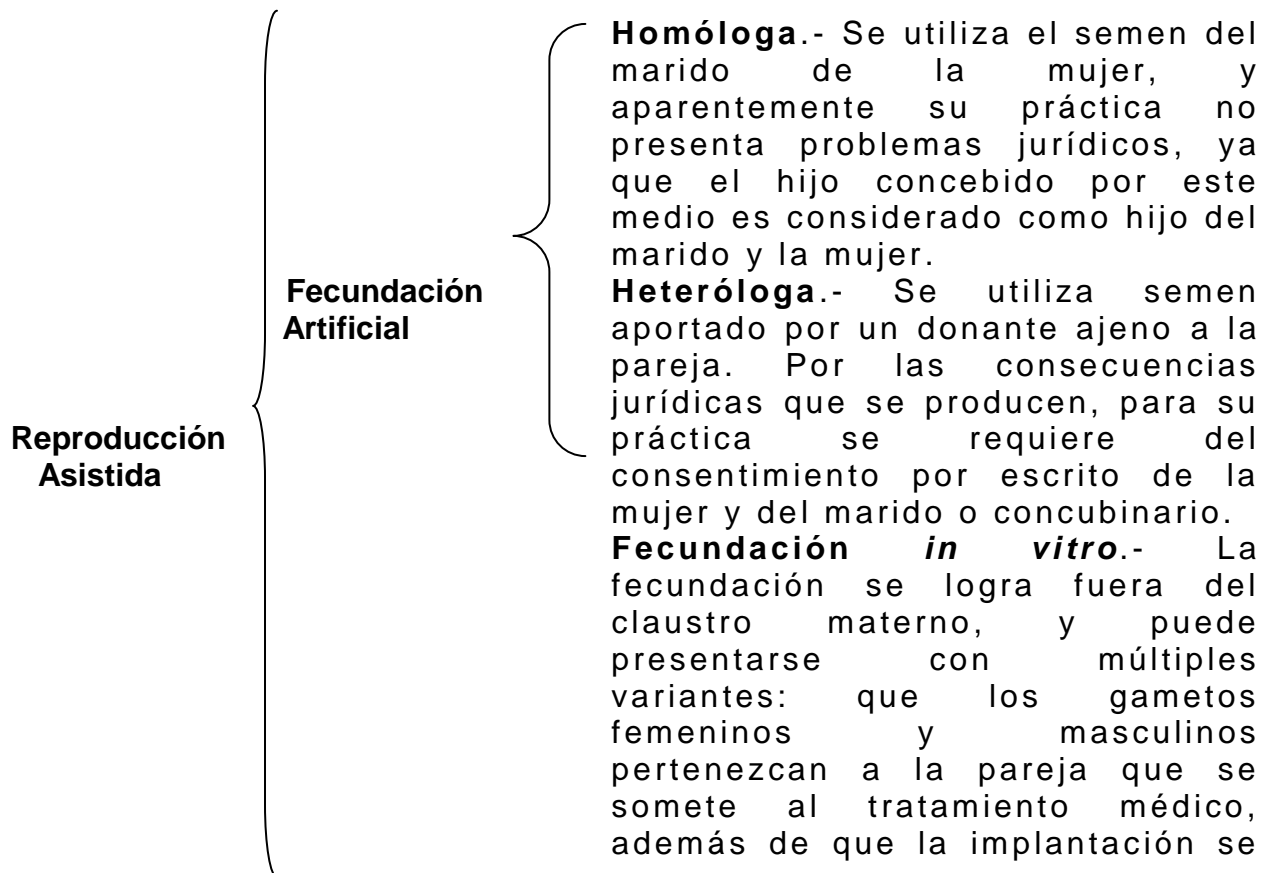 Reproducción
Asistida
Fecundación
Artificial
Homóloga.- Se utiliza el semen del
marido de la mujer, y
aparentemente su práctica no
presenta problemas jurídicos, ya
que el hijo concebido por este
medio es considerado como hijo del
marido y la mujer.
Heteróloga.- Se utiliza semen
aportado por un donante ajeno a la
pareja. Por las consecuencias
jurídicas que se producen, para su
práctica se requiere del
consentimiento por escrito de la
mujer y del marido o concubinario.
Fecundación in vitro.- La
fecundación se logra fuera del
claustro materno, y puede
presentarse con múltiples
variantes: que los gametos
femeninos y masculinos
pertenezcan a la pareja que se
somete al tratamiento médico,
además de que la implantación se